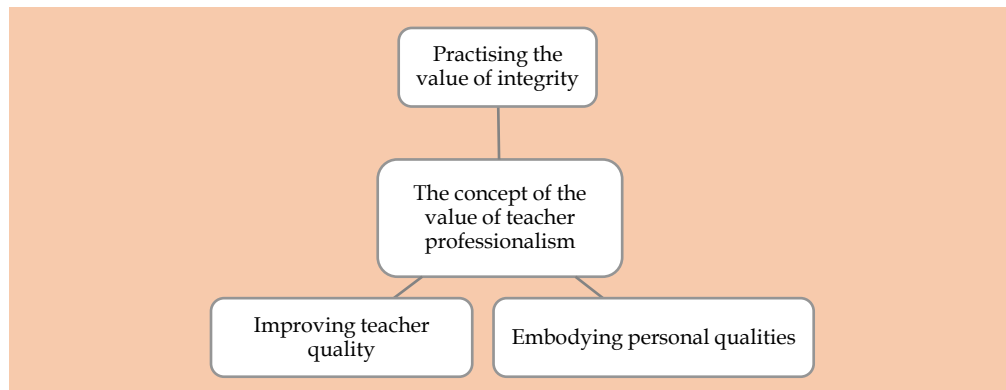 Practising the
value of integrity
The concept of the
value of teacher
professionalism
Improving teacher
quality
Embodying personal qualities